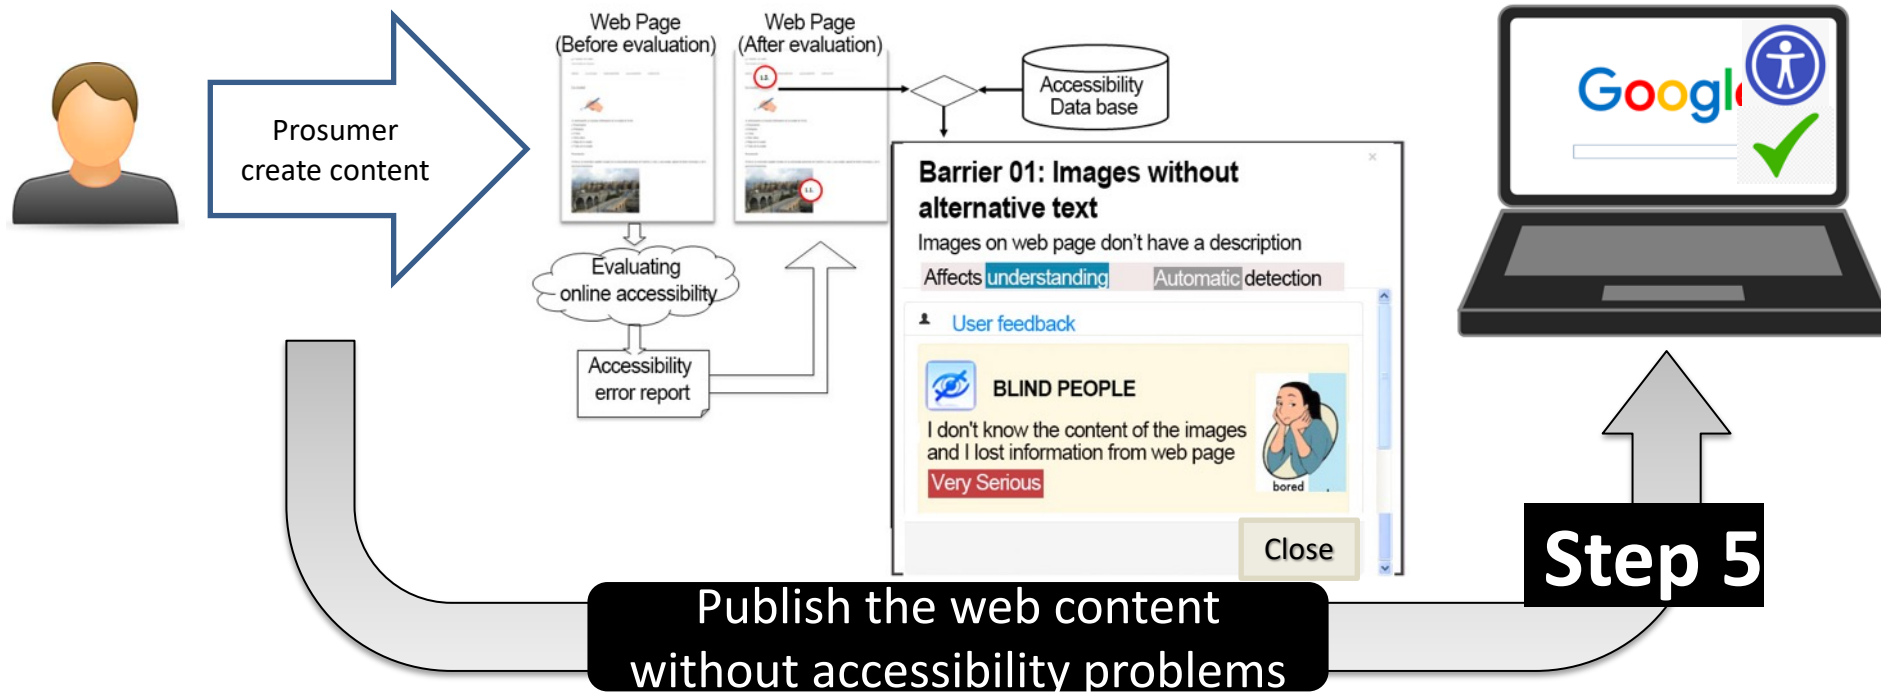 Prosumer
create content
Web Page
(Before evaluation)
Web Page
(After evaluation)
Evaluating
online accessibility
Accessibility
error report
Accessibility
Data base
Barrier 01: Images without
alternative text
Images on web page don't have a description
Affects understanding Automatic detection
User feedback
BLIND PEOPLE
I don't know the content of the images
and I lost information from web page
Very Serious
bored
Close
Googl
Step 5
Publish the web content
without accessibility problems